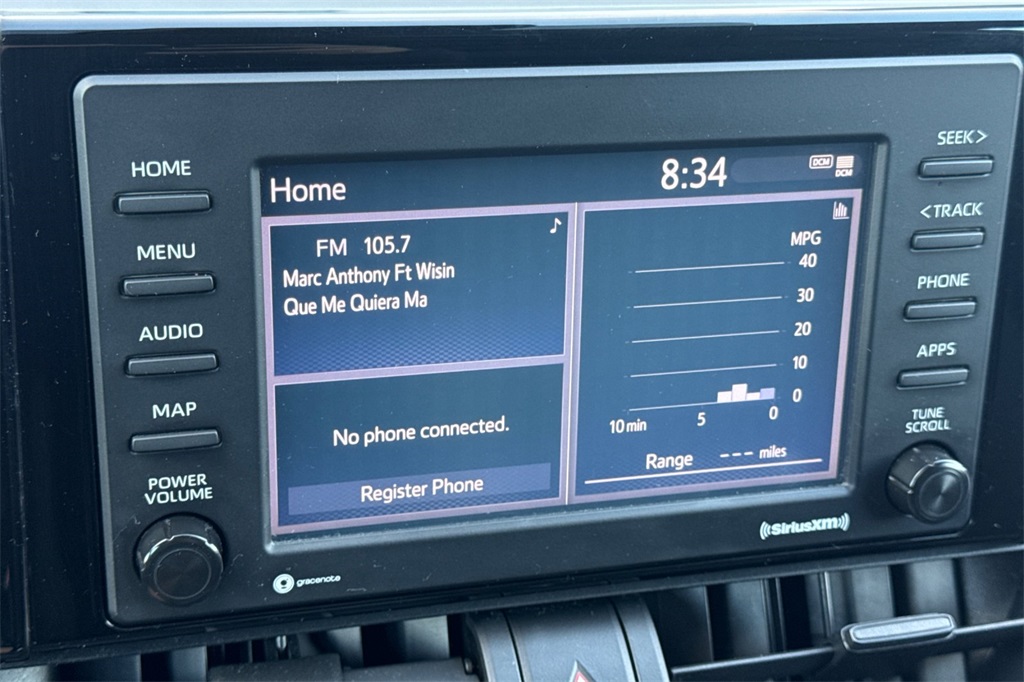 HOME
MENU
AUDIO
MAP
POWER
VOLUME
Home
8:34
DCM
DCM
FM 105.7
Marc Anthony Ft Wisin
Que Me Quiera Ma
No phone connected.
Register Phone
MPG
40
30
20
10
0
10 min 5 0
Range --- miles
SEEK>
<TRACK
PHONE
APPS
TUNE
SCROLL
gracenote
SiriusXM